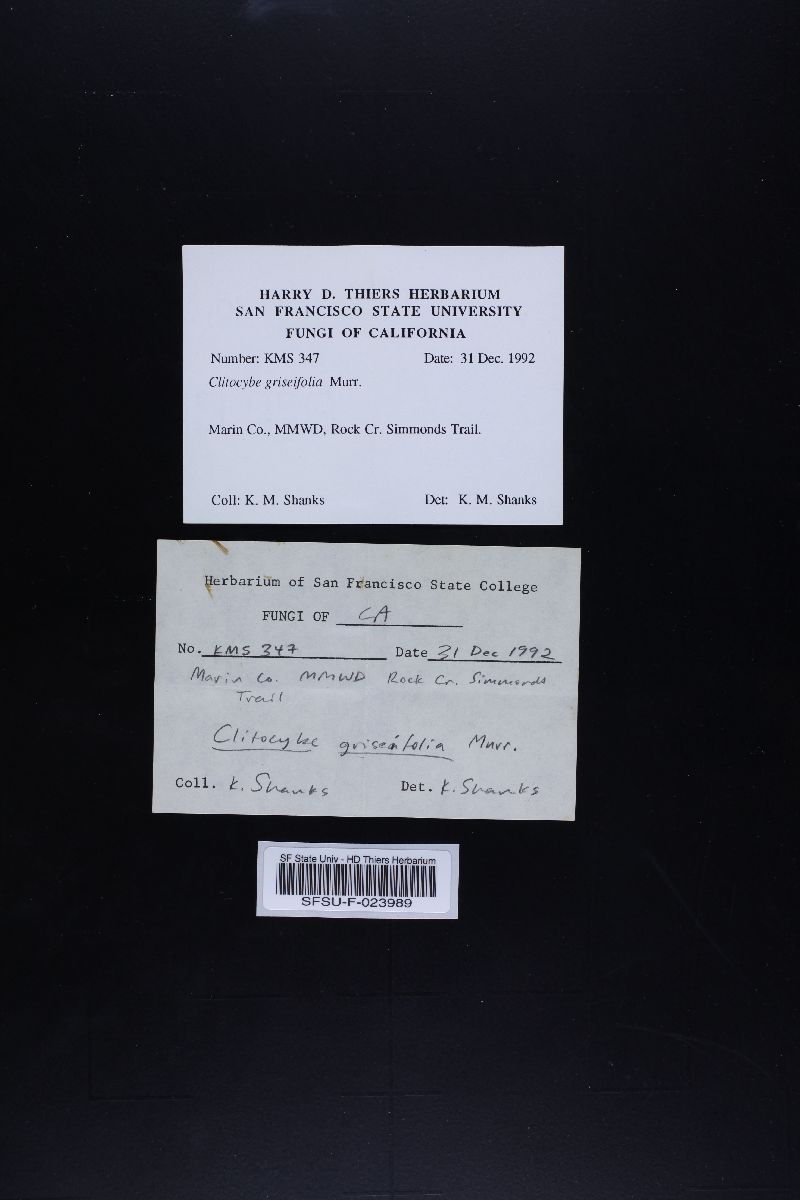 HARRY D. THIERS HERBARIUM
SAN FRANCISCO STATE UNIVERSITY
FUNGI OF CALIFORNIA
Number: KMS 347 Date: 31 Dec. 1992
Clitocybe griseifolia Murr.
Marin Co., MMWD, Rock Cr. Simmonds Trail.
Coll: K. M. Shanks Det: K. M. Shanks
Herbarium of San Francisco State College
FUNGI OF CA
No. KMS 347 Date 31 Dec 1992
Marin Co. MMWD Rock Cr. Simmonds
Trail
Clitocybe griseifolia Murr.
Coll. K. Shanks Det. K. Shanks
SF State Univ - HD Thiers Herbarium
SFSU-F-023989